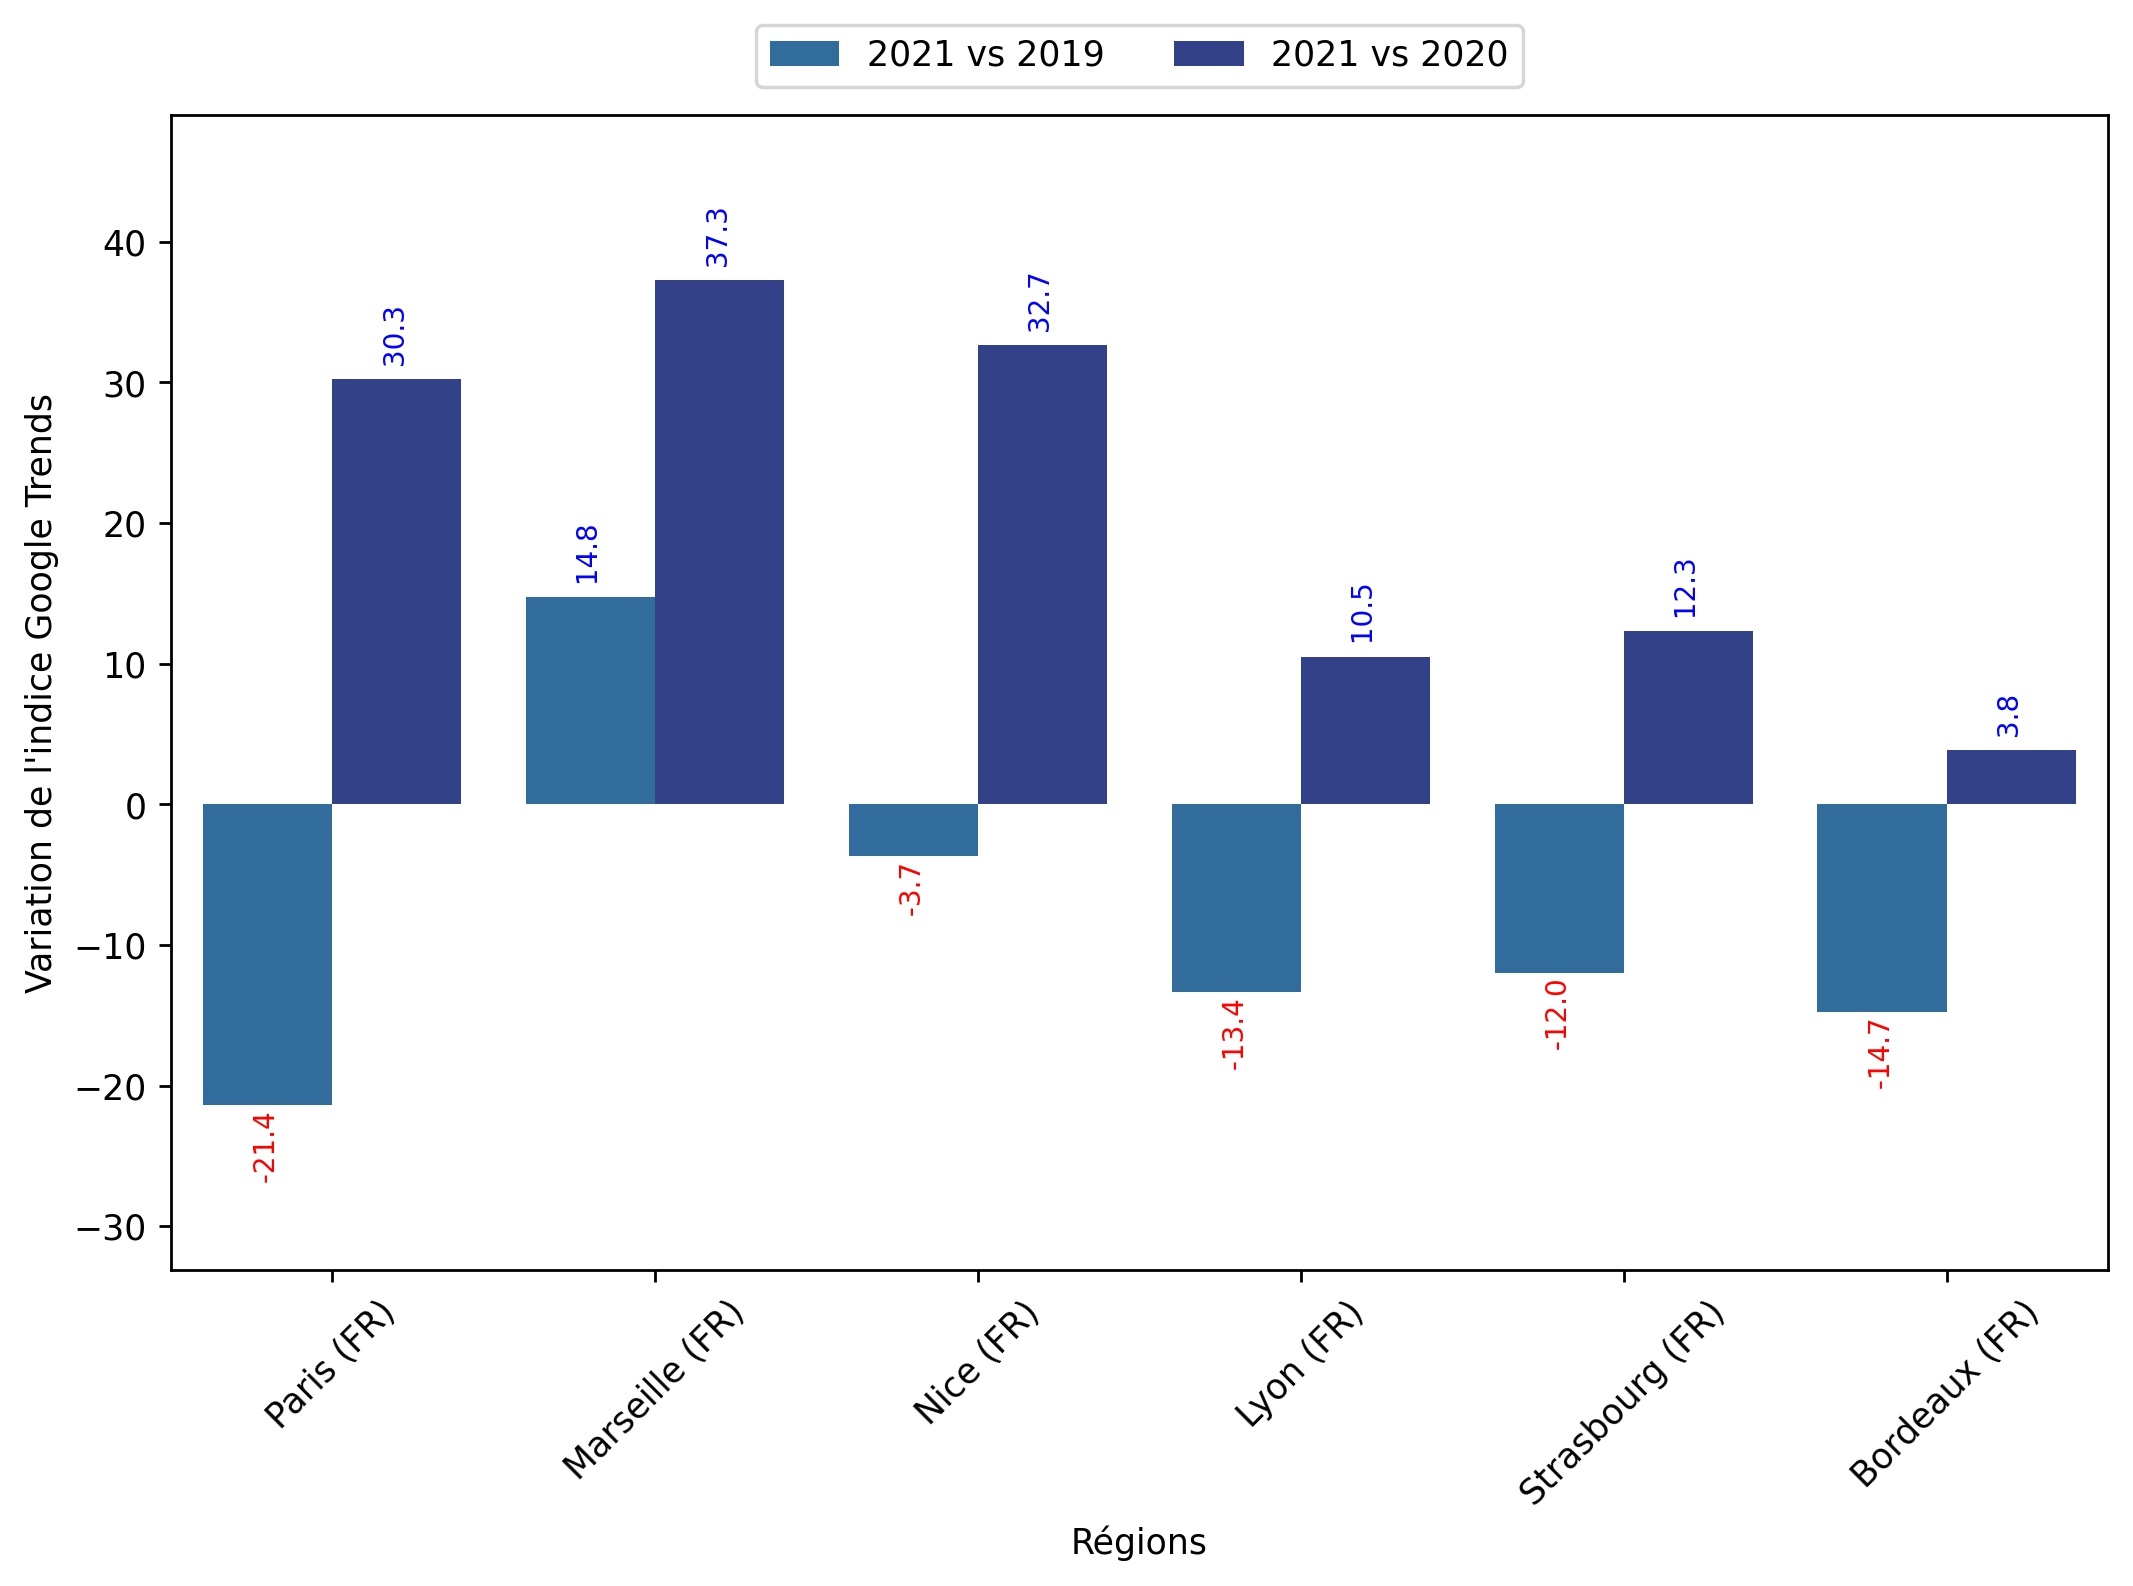 2021 vs 2019
2021 vs 2020
Variation de l'indice Google Trends
40
30
20
10
0
−10
−20
−30
-21.4
30.3
14.8
37.3
-3.7
32.7
-13.4
10.5
-12.0
12.3
-14.7
3.8
Paris (FR)
Marseille (FR)
Nice (FR)
Lyon (FR)
Strasbourg (FR)
Bordeaux (FR)
Régions